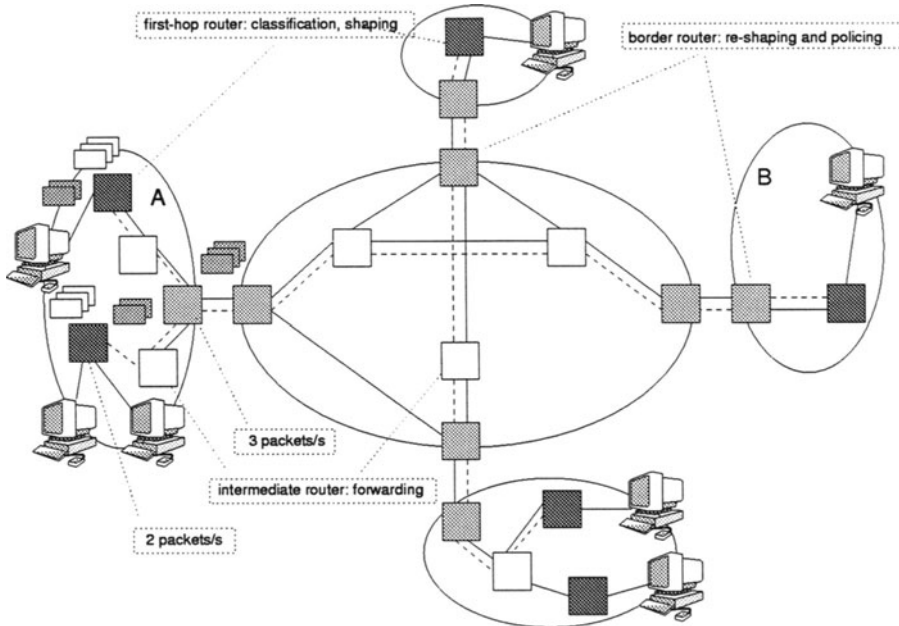 first-hop router: classification, shaping
border router: re-shaping and policing
A
B
3 packets/s
intermediate router: forwarding
2 packets/s